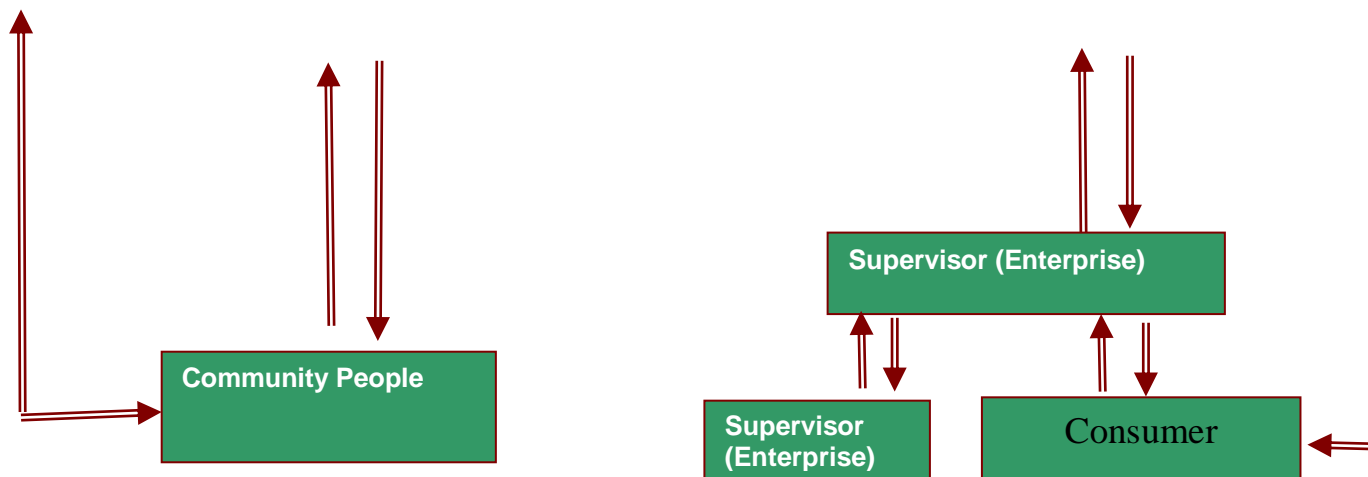 Supervisor (Enterprise)
Community People
Supervisor
(Enterprise)
Consumer